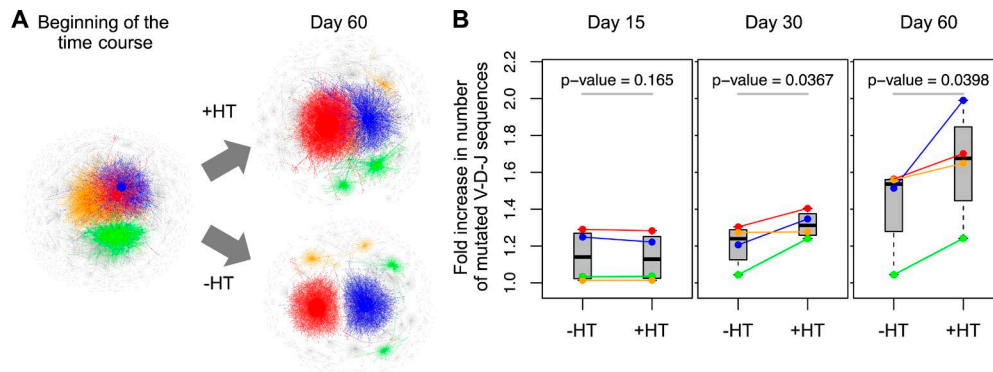 A
Beginning of the
time course
Day 60
+HT
-HT
B
Day 15
Day 30
Day 60
Fold increase in number
of mutated V-D-J sequences
1.0 1.2 1.4 1.6 1.8 2.0 2.2
p-value = 0.165
p-value = 0.0367
p-value = 0.0398
-HT +HT
-HT +HT
-HT +HT